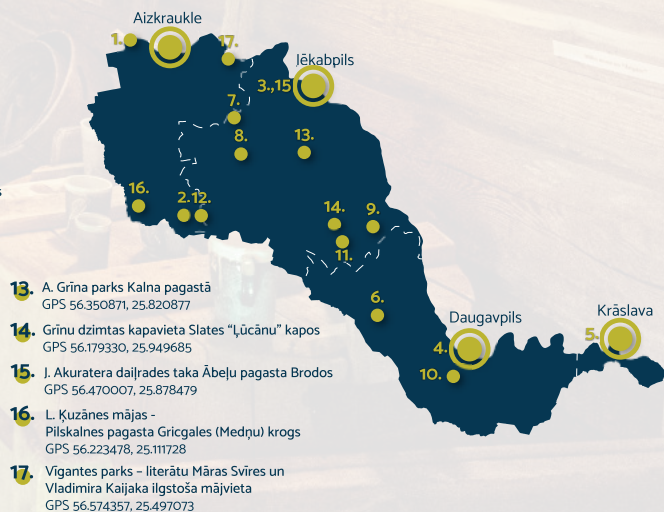 Aizkraukle
1.
17.
Jēkabpils
3.,15
7.
8.
13.
16.
2.
12.
14.
9.
11.
6.
Daugavpils
4.
10.
Krāslava
5.
13. A. Grīna parks Kalna pagastā
GPS 56.350871, 25.820877
14. Grīnu dzimtas kapavieta Slates “Ļūcānu” kapos
GPS 56.179330, 25.949685
15. J. Akuratera daiļrades taka Ābeļu pagasta Brodos
GPS 56.470007, 25.878479
16. L. Ķuzānes mājas -
Pilskalnes pagasta Gricgales (Medņu) krogs
GPS 56.223478, 25.111728
17. Vīgantes parks – literātu Māras Svīres un
Vladimira Kaijaka ilgstoša mājvieta
GPS 56.574357, 25.497073